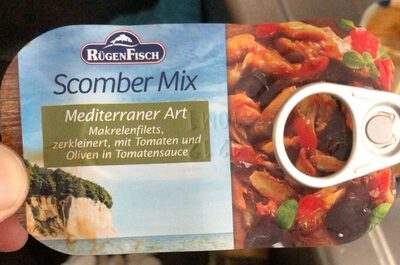 RÜGENFISCH
Scomber Mix
Mediterraner Art
Makrelenfilets,
zerkleinert, mit Tomaten und
Oliven in Tomatensauce